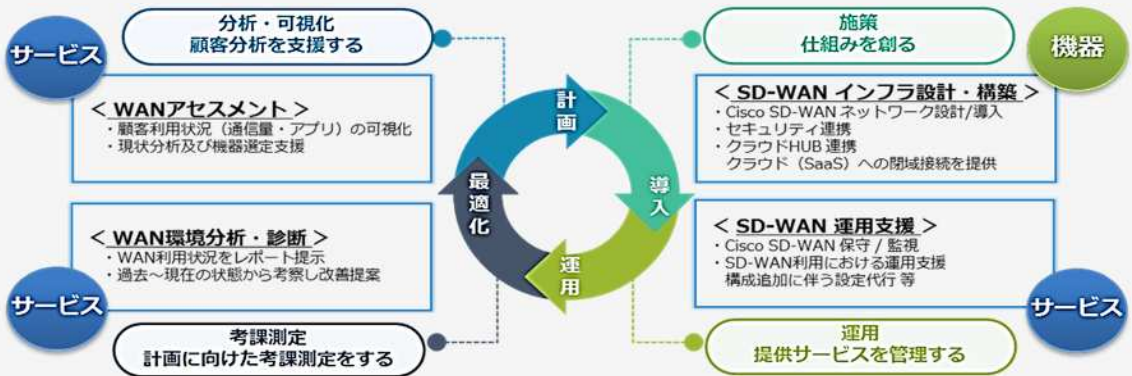 サービス
分析・可視化
顧客分析を支援する
< WANアセスメント >
・顧客利用状況（通信量・アプリ）の可視化
・現状分析及び機器選定支援
施策
仕組みを創る
機器
< SD-WAN インフラ設計・構築 >
・Cisco SD-WAN ネットワーク設計/導入
・セキュリティ連携
・クラウドHUB 連携
クラウド（SaaS）への閉域接続を提供
計画
導入
運用
最適化
< WAN環境分析・診断 >
・WAN利用状況をレポート提示
・過去～現在の状態から考察し改善提案
サービス
考課測定
計画に向けた考課測定をする
< SD-WAN 運用支援 >
・Cisco SD-WAN 保守 / 監視
・SD-WAN利用における運用支援
構成追加に伴う設定代行 等
サービス
運用
提供サービスを管理する